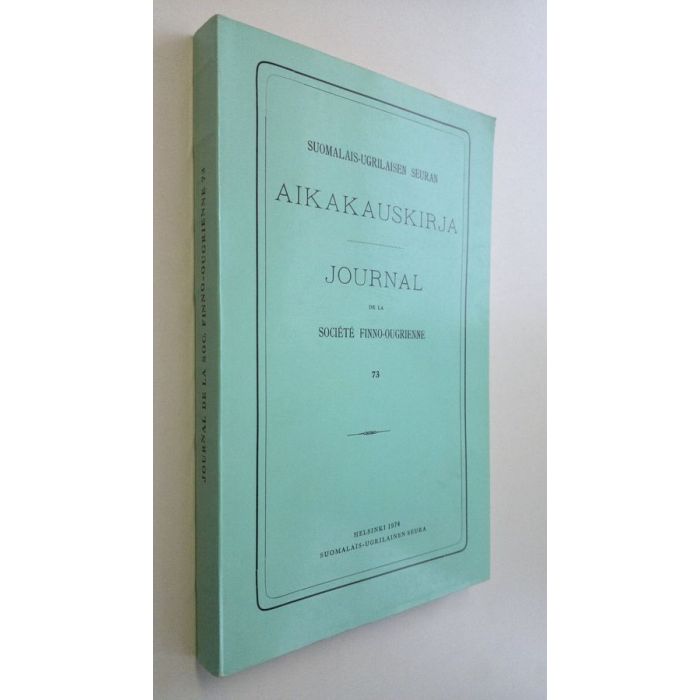 SUOMALAIS-UGRILAISEN SEURAN
AIKAKAUSKIRJA
JOURNAL
DE LA
SOCIÉTÉ FINNO-OUGRIENNE
73
HELSINKI 1974
SUOMALAIS-UGRILAINEN SEURA
JOURNAL DE LA SOC. FINNO-OUGRIENNE 73